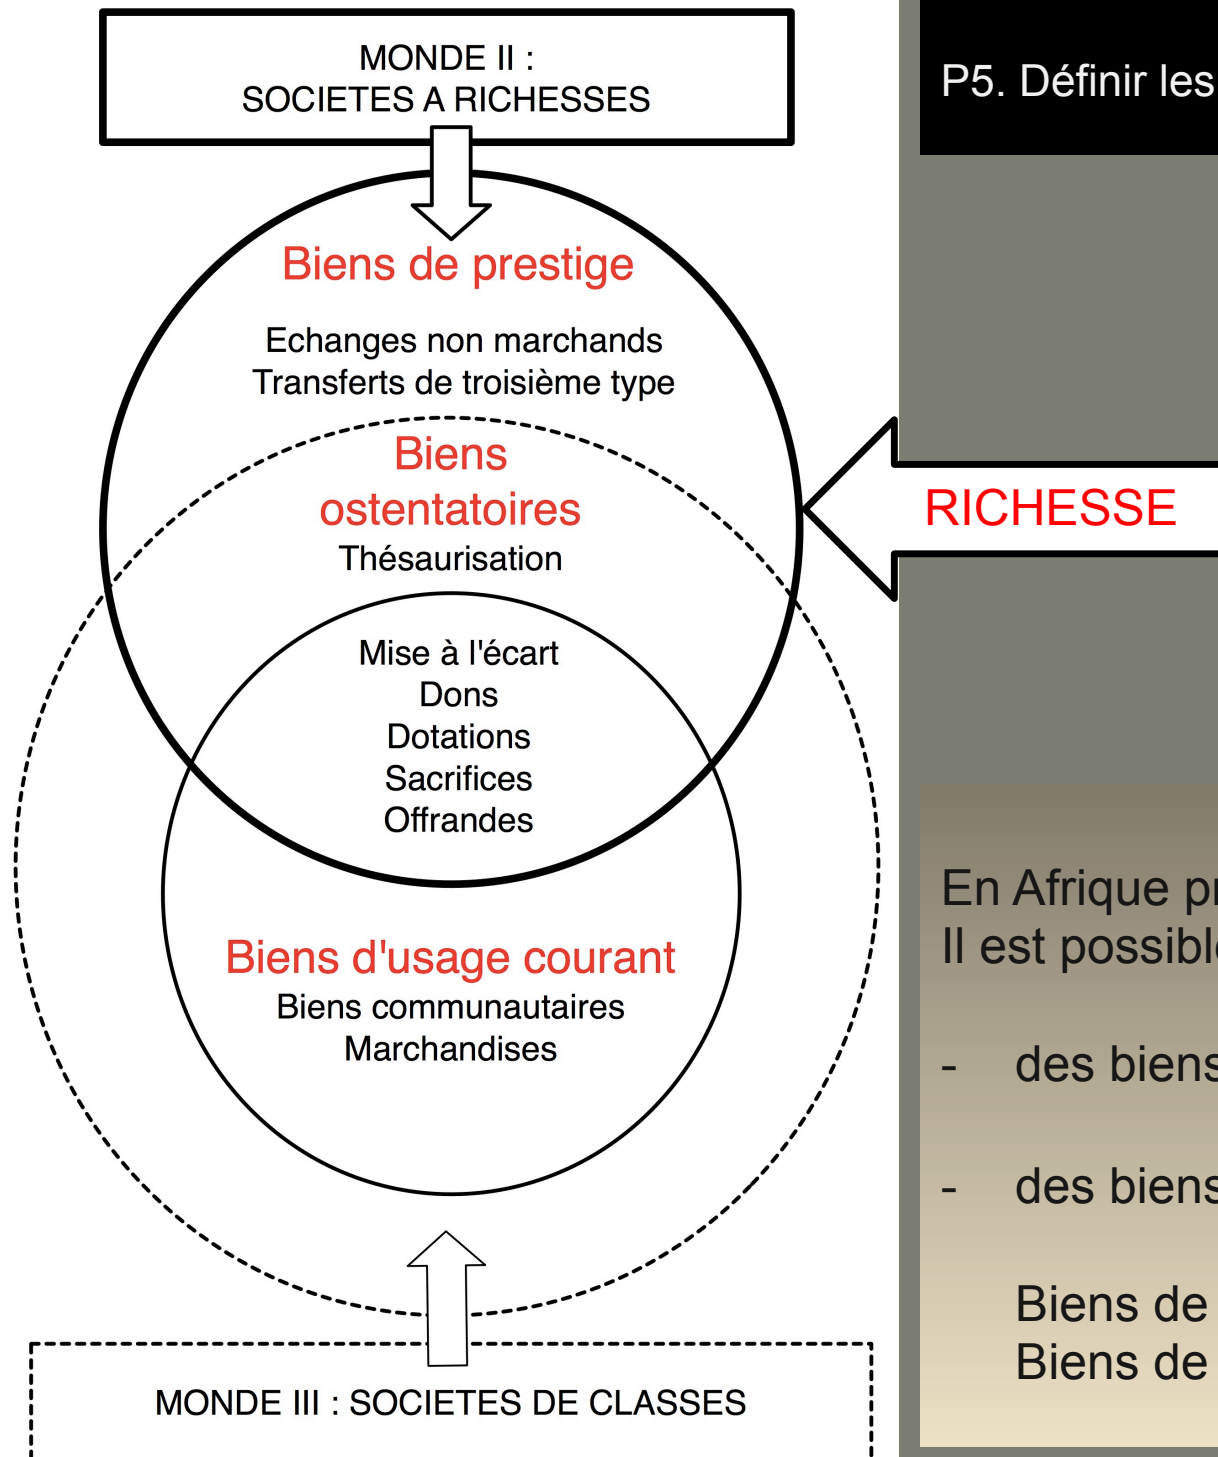 MONDE II :
SOCIETES A RICHESSES
Biens de prestige
Echanges non marchands
Transferts de troisième type
Biens
ostentatoires
Thésaurisation
Mise à l'écart
Dons
Dotations
Sacrifices
Offrandes
Biens d'usage courant
Biens communautaires
Marchandises
MONDE III : SOCIETES DE CLASSES
P5. Définir les
RICHESSE
En Afrique
Il est
- des biens
- des biens
Biens de
Biens de